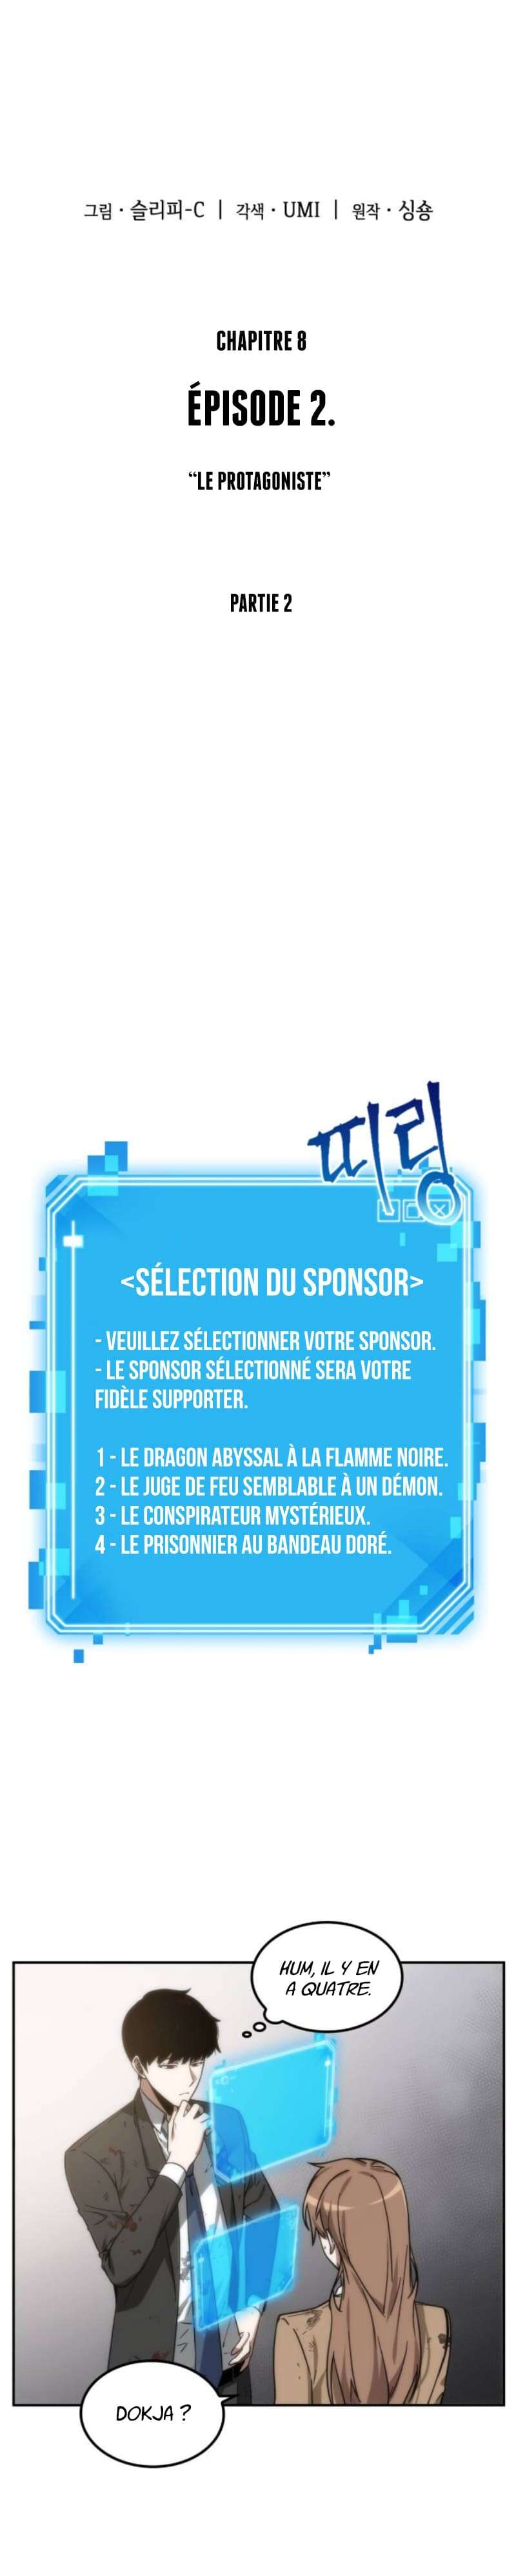 그림 · 슬리피-C | 각색 · UMI | 원작 · 싱숑
CHAPITRE 8
ÉPISODE 2.
“LE PROTAGONISTE”
PARTIE 2
띠링
<SÉLECTION DU SPONSOR>
- VEUILLEZ SÉLECTIONNER VOTRE SPONSOR.
- LE SPONSOR SÉLECTIONNÉ SERA VOTRE
FIDÈLE SUPPORTER.
1 - LE DRAGON ABYSSAL À LA FLAMME NOIRE.
2 - LE JUGE DE FEU SEMBLABLE À UN DÉMON.
3 - LE CONSPIRATEUR MYSTÉRIEUX.
4 - LE PRISONNIER AU BANDEAU DORÉ.
HUM, IL Y EN
A QUATRE.
DOKJA ?